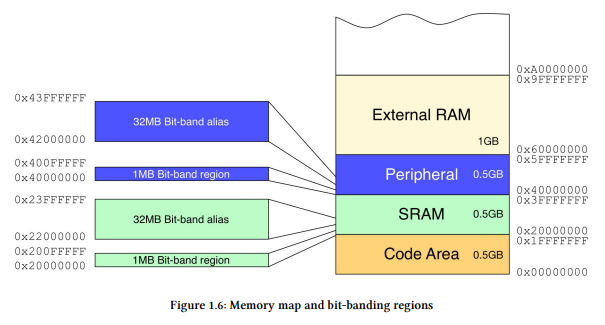 0xA0000000
0x9FFFFFFF
External RAM
1GB
0x60000000
0x5FFFFFFF
0x43FFFFFF
32MB Bit-band alias
0x42000000
0x400FFFFF
1MB Bit-band region
0x40000000
Peripheral 0.5GB
0x40000000
0x3FFFFFFF
0x23FFFFFF
32MB Bit-band alias
0x22000000
SRAM 0.5GB
0x20000000
0x1FFFFFFF
0x200FFFFF
1MB Bit-band region
0x20000000
Code Area 0.5GB
0x00000000
Figure 1.6: Memory map and bit-banding regions